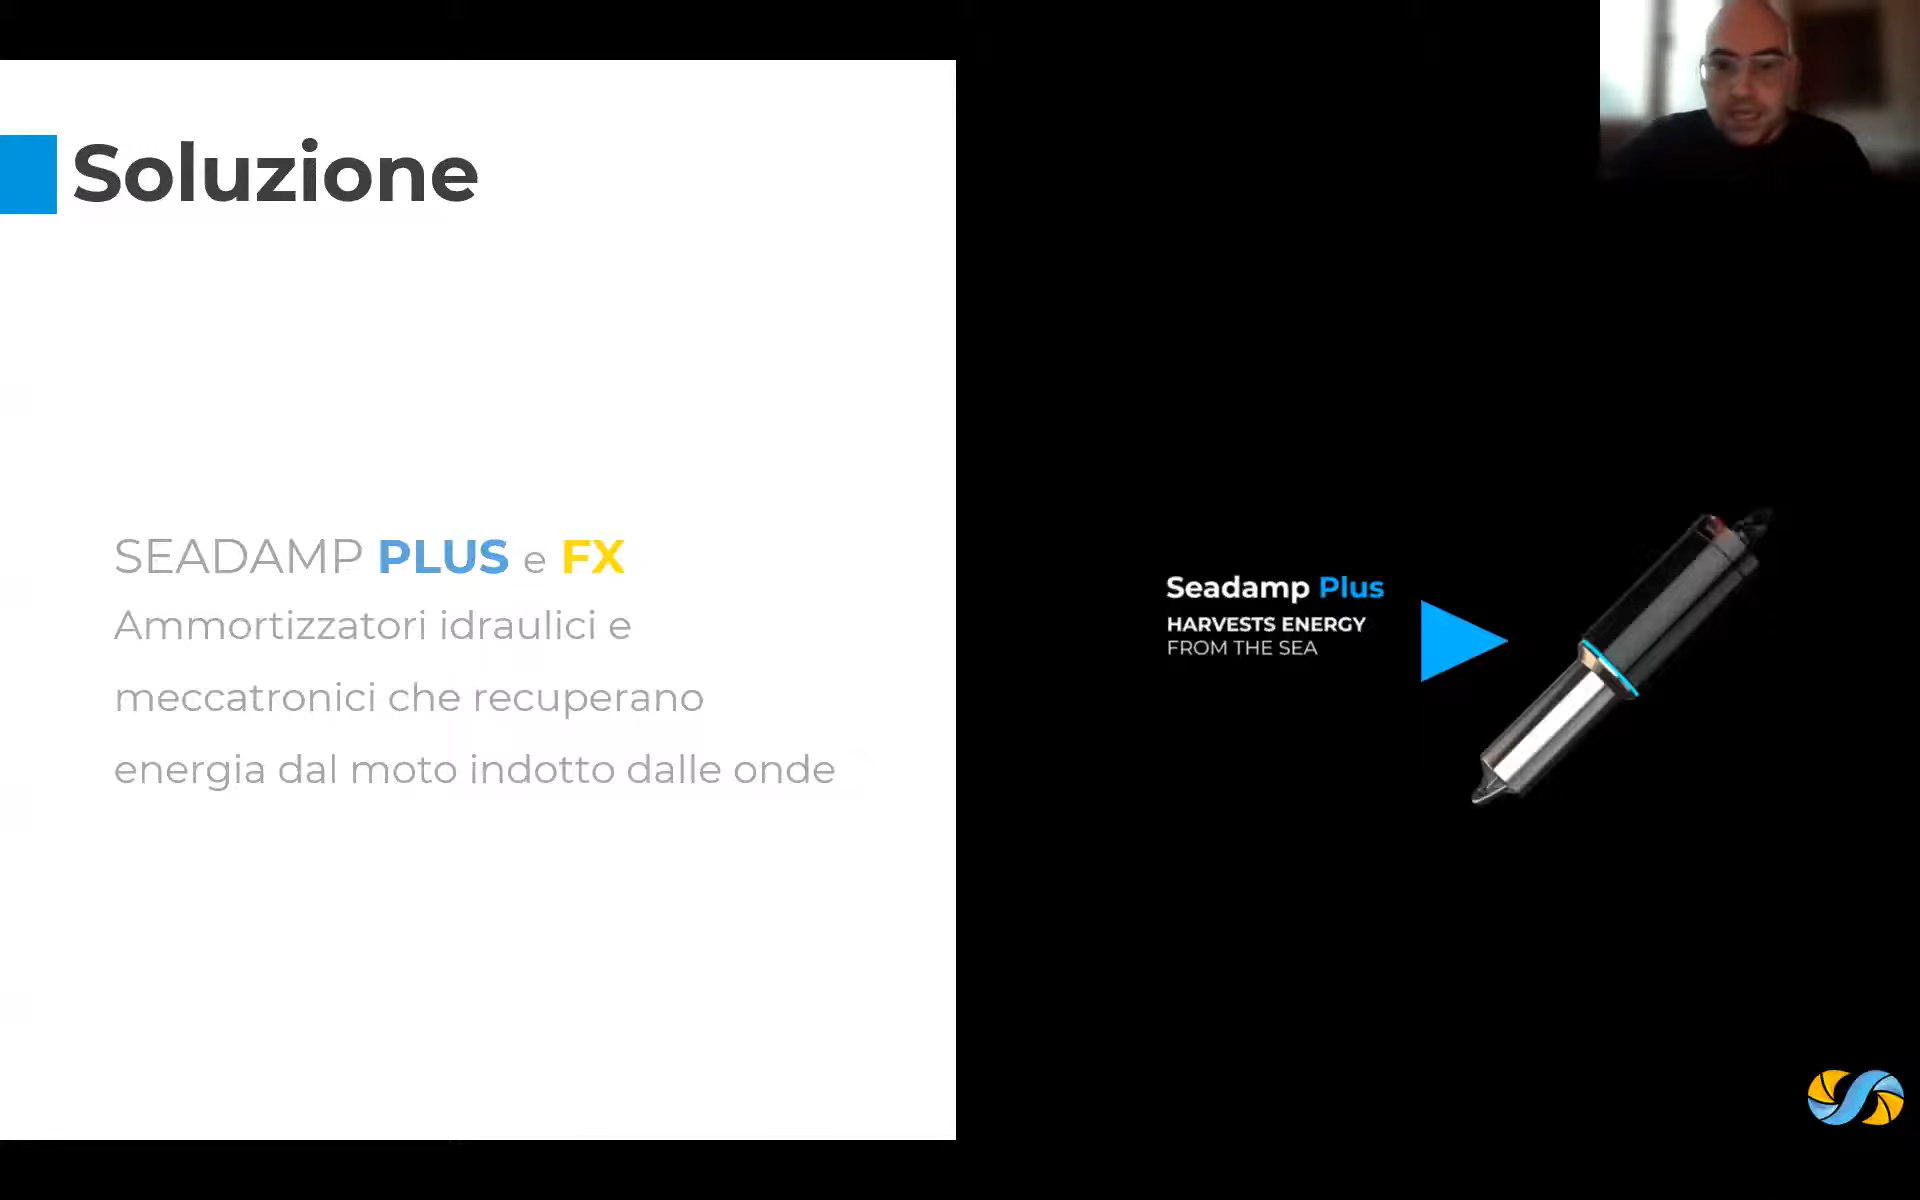 Soluzione
SEADAMP PLUS e FX
Ammortizzatori idraulici e
meccatronici che recuperano
energia dal moto indotto dalle onde
Seadamp Plus
HARVESTS ENERGY
FROM THE SEA